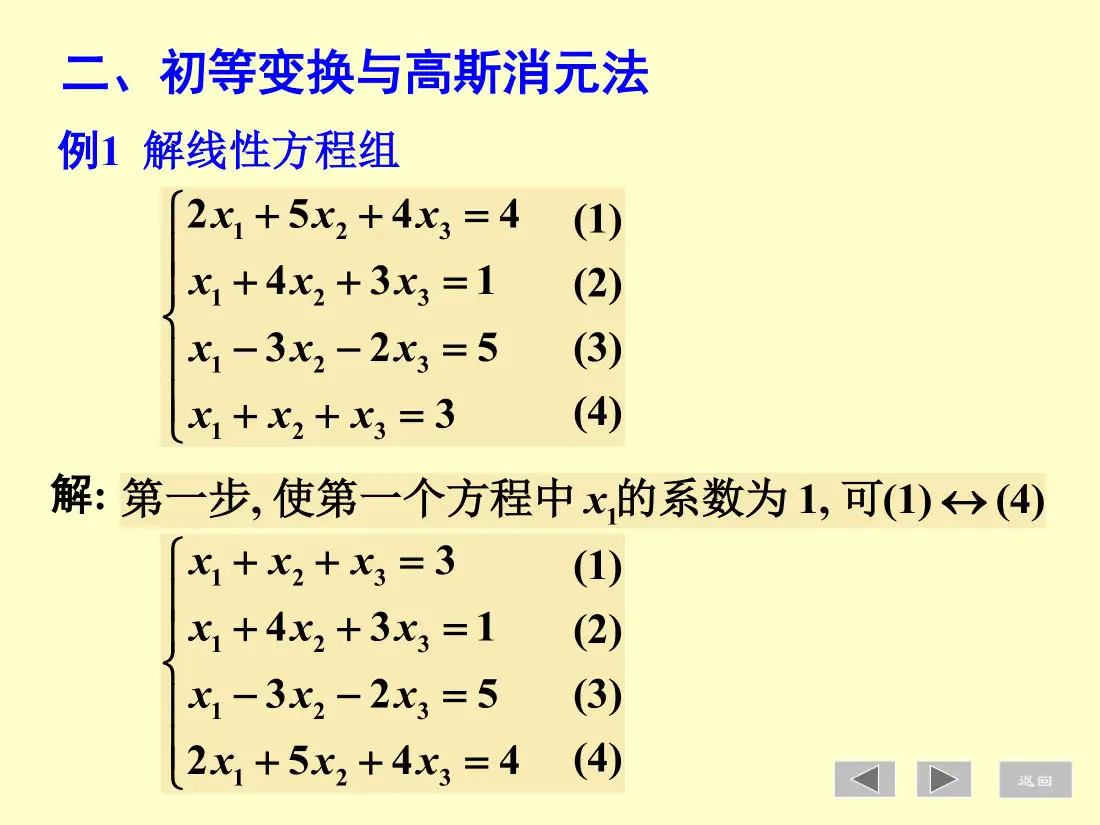 二、初等变换与高斯消元法
例1 解线性方程组
2x₁ + 5x₂ + 4x₃ = 4 (1)
x₁ + 4x₂ + 3x₃ = 1 (2)
x₁ − 3x₂ − 2x₃ = 5 (3)
x₁ + x₂ + x₃ = 3 (4)
解: 第一步, 使第一个方程中 x₁的系数为 1, 可(1) ↔ (4)
x₁ + x₂ + x₃ = 3 (1)
x₁ + 4x₂ + 3x₃ = 1 (2)
x₁ − 3x₂ − 2x₃ = 5 (3)
2x₁ + 5x₂ + 4x₃ = 4 (4)
返回